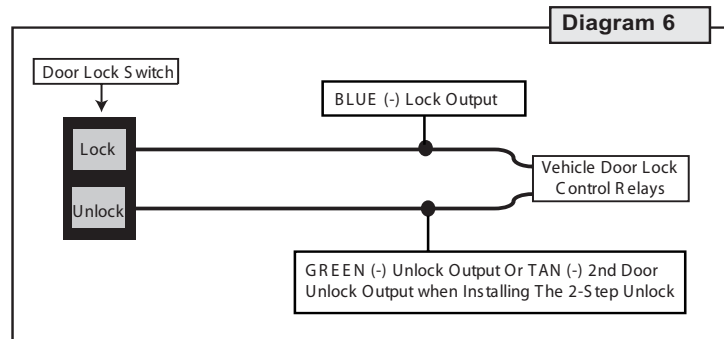 Diagram 6
Door Lock Switch
BLUE (-) Lock Output
Lock
Vehicle Door Lock
Control Relays
Unlock
GREEN (-) Unlock Output Or TAN (-) 2nd Door
Unlock Output when Installing The 2-Step Unlock